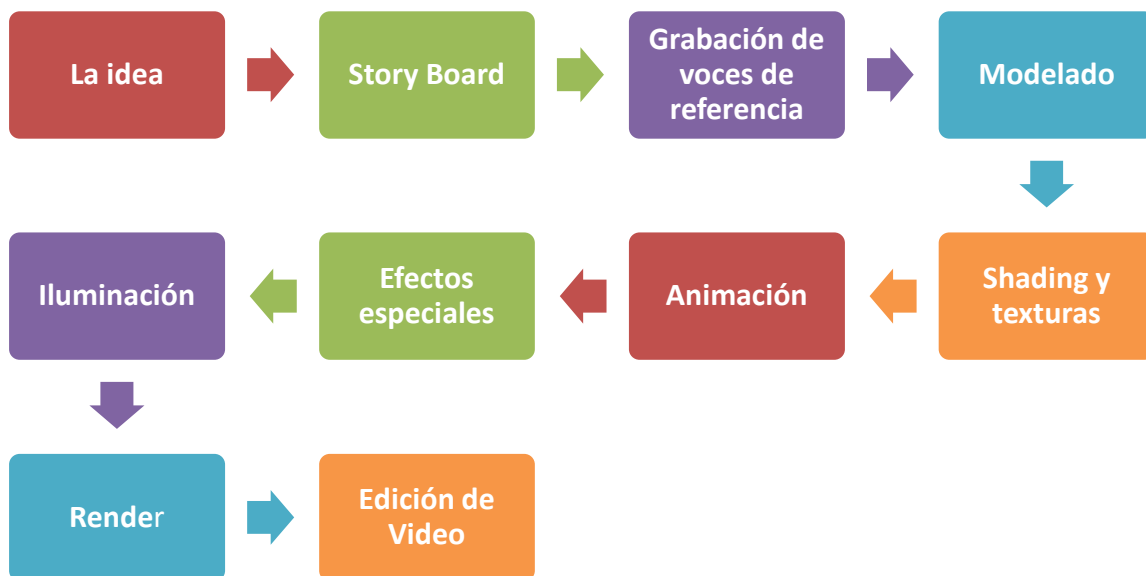 La idea
Story Board
Grabación de
voces de
referencia
Modelado
Shading y
texturas
Animación
Efectos
especiales
Iluminación
Render
Edición de
Video